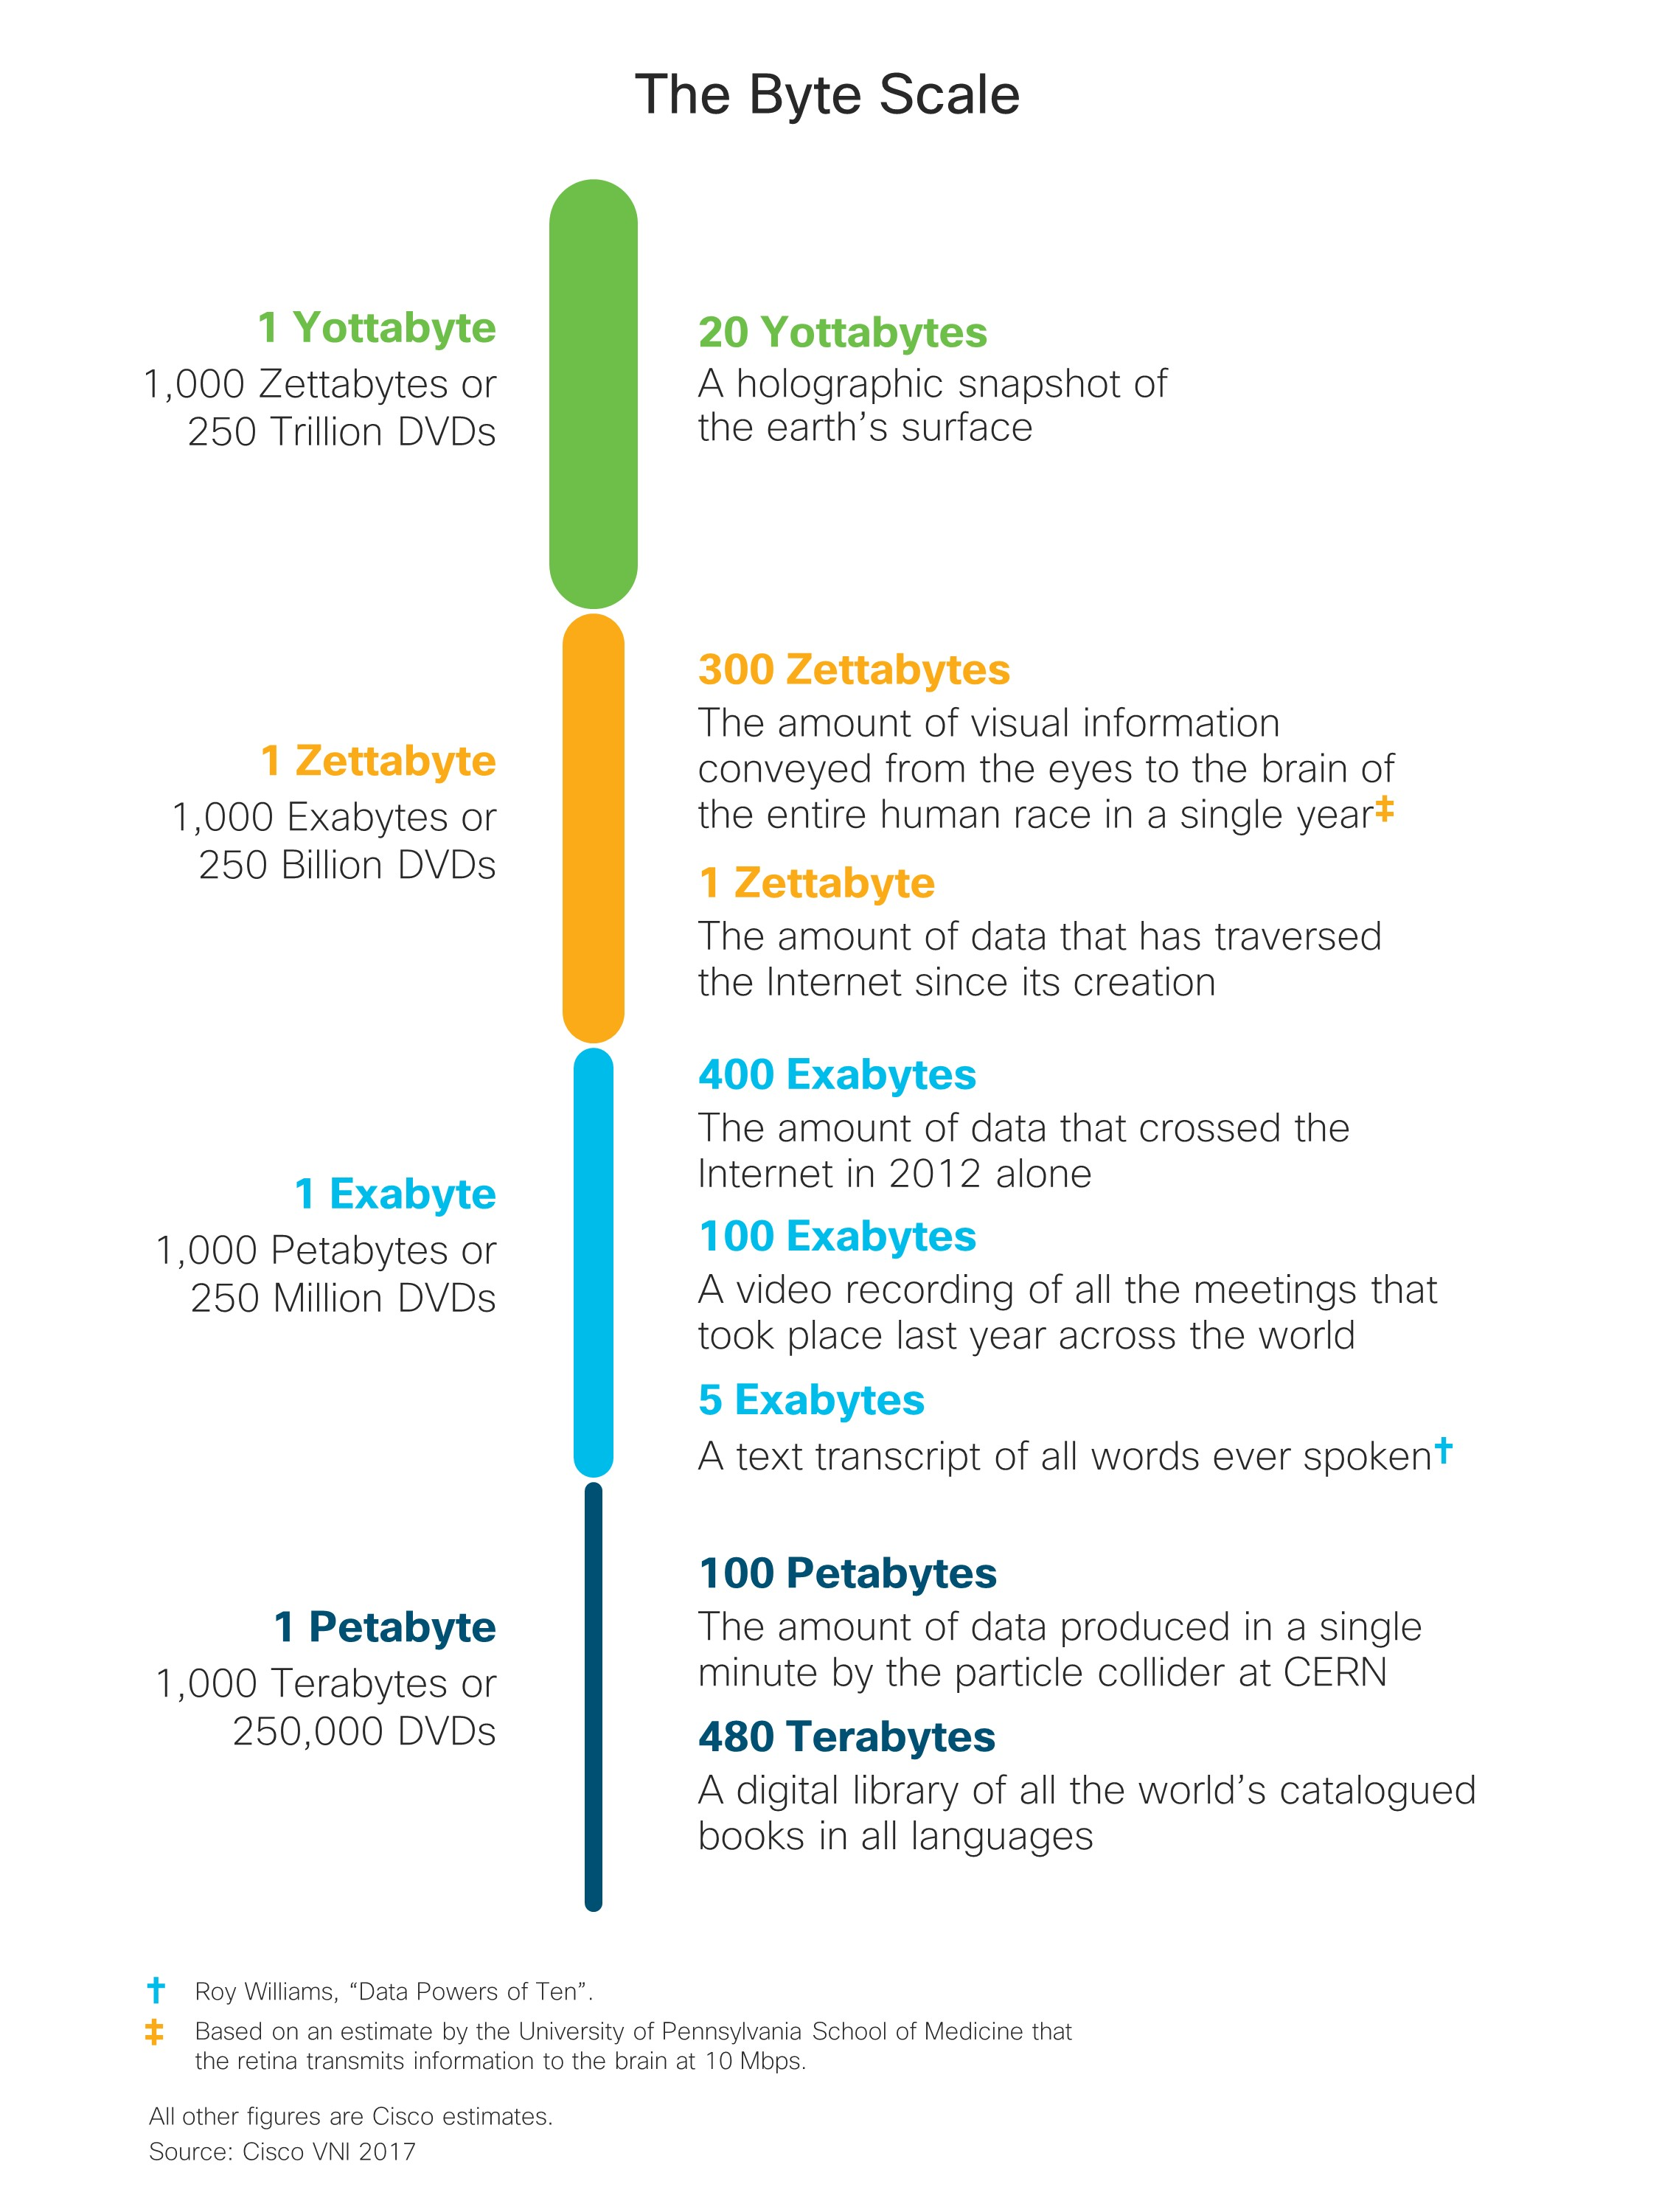 The Byte Scale
1 Yottabyte
1,000 Zettabytes or
250 Trillion DVDs
20 Yottabytes
A holographic snapshot of
the earth’s surface
1 Zettabyte
1,000 Exabytes or
250 Billion DVDs
300 Zettabytes
The amount of visual information
conveyed from the eyes to the brain of
the entire human race in a single year‡
1 Zettabyte
The amount of data that has traversed
the Internet since its creation
1 Exabyte
1,000 Petabytes or
250 Million DVDs
400 Exabytes
The amount of data that crossed the
Internet in 2012 alone
100 Exabytes
A video recording of all the meetings that
took place last year across the world
5 Exabytes
A text transcript of all words ever spoken†
1 Petabyte
1,000 Terabytes or
250,000 DVDs
100 Petabytes
The amount of data produced in a single
minute by the particle collider at CERN
480 Terabytes
A digital library of all the world’s catalogued
books in all languages
† Roy Williams, “Data Powers of Ten”.
‡ Based on an estimate by the University of Pennsylvania School of Medicine that
the retina transmits information to the brain at 10 Mbps.
All other figures are Cisco estimates.
Source: Cisco VNI 2017